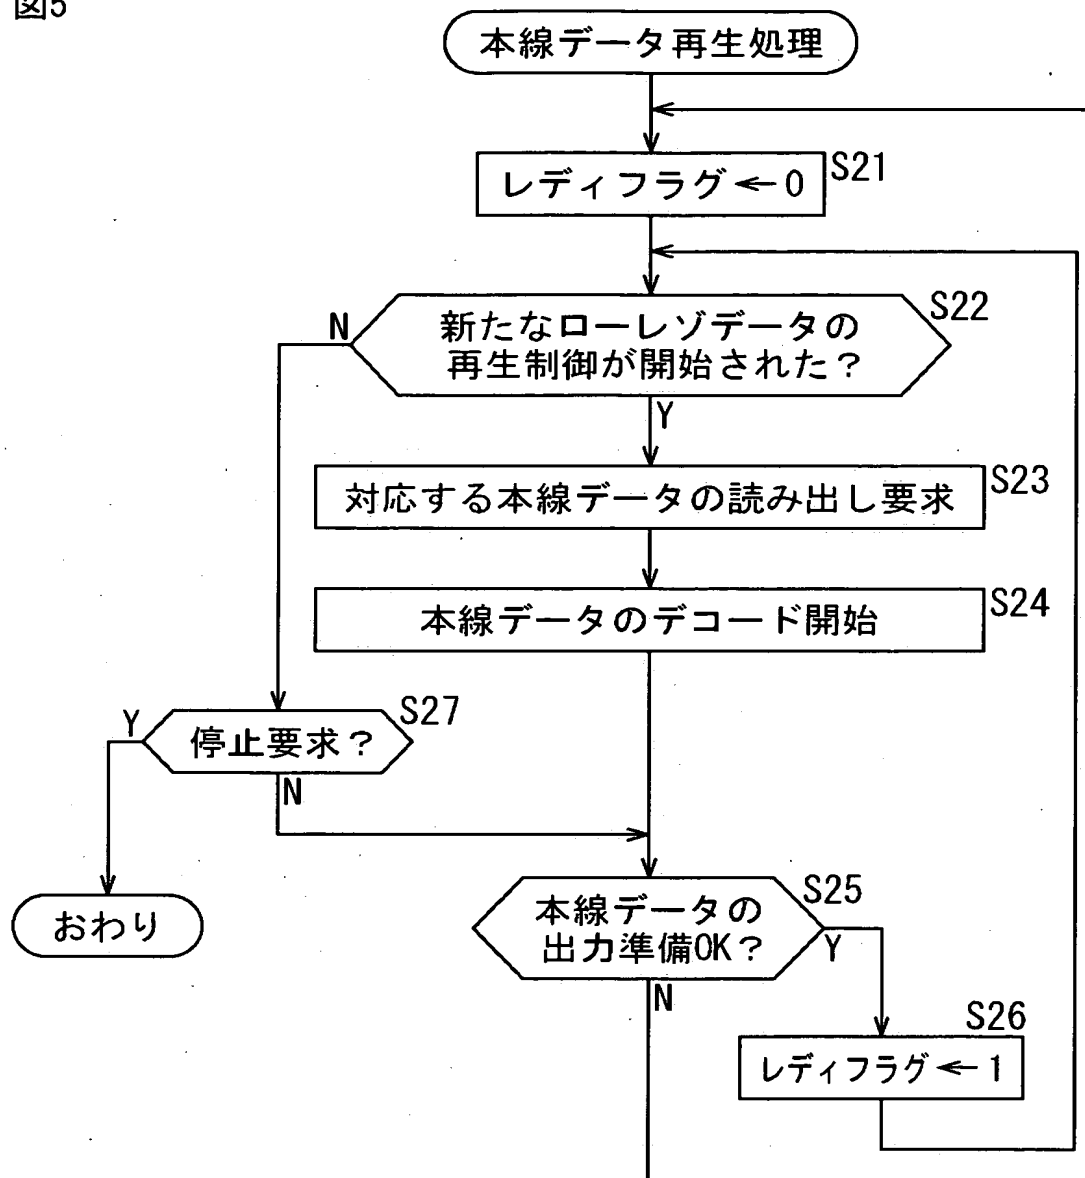 図5
本線データ再生処理
レディフラグ←0
S21
新たなローレゾデータの
再生制御が開始された？
S22
N
Y
対応する本線データの読み出し要求
S23
本線データのデコード開始
S24
停止要求？
S27
Y
N
おわり
本線データの
出力準備OK？
S25
Y
N
レディフラグ←1
S26